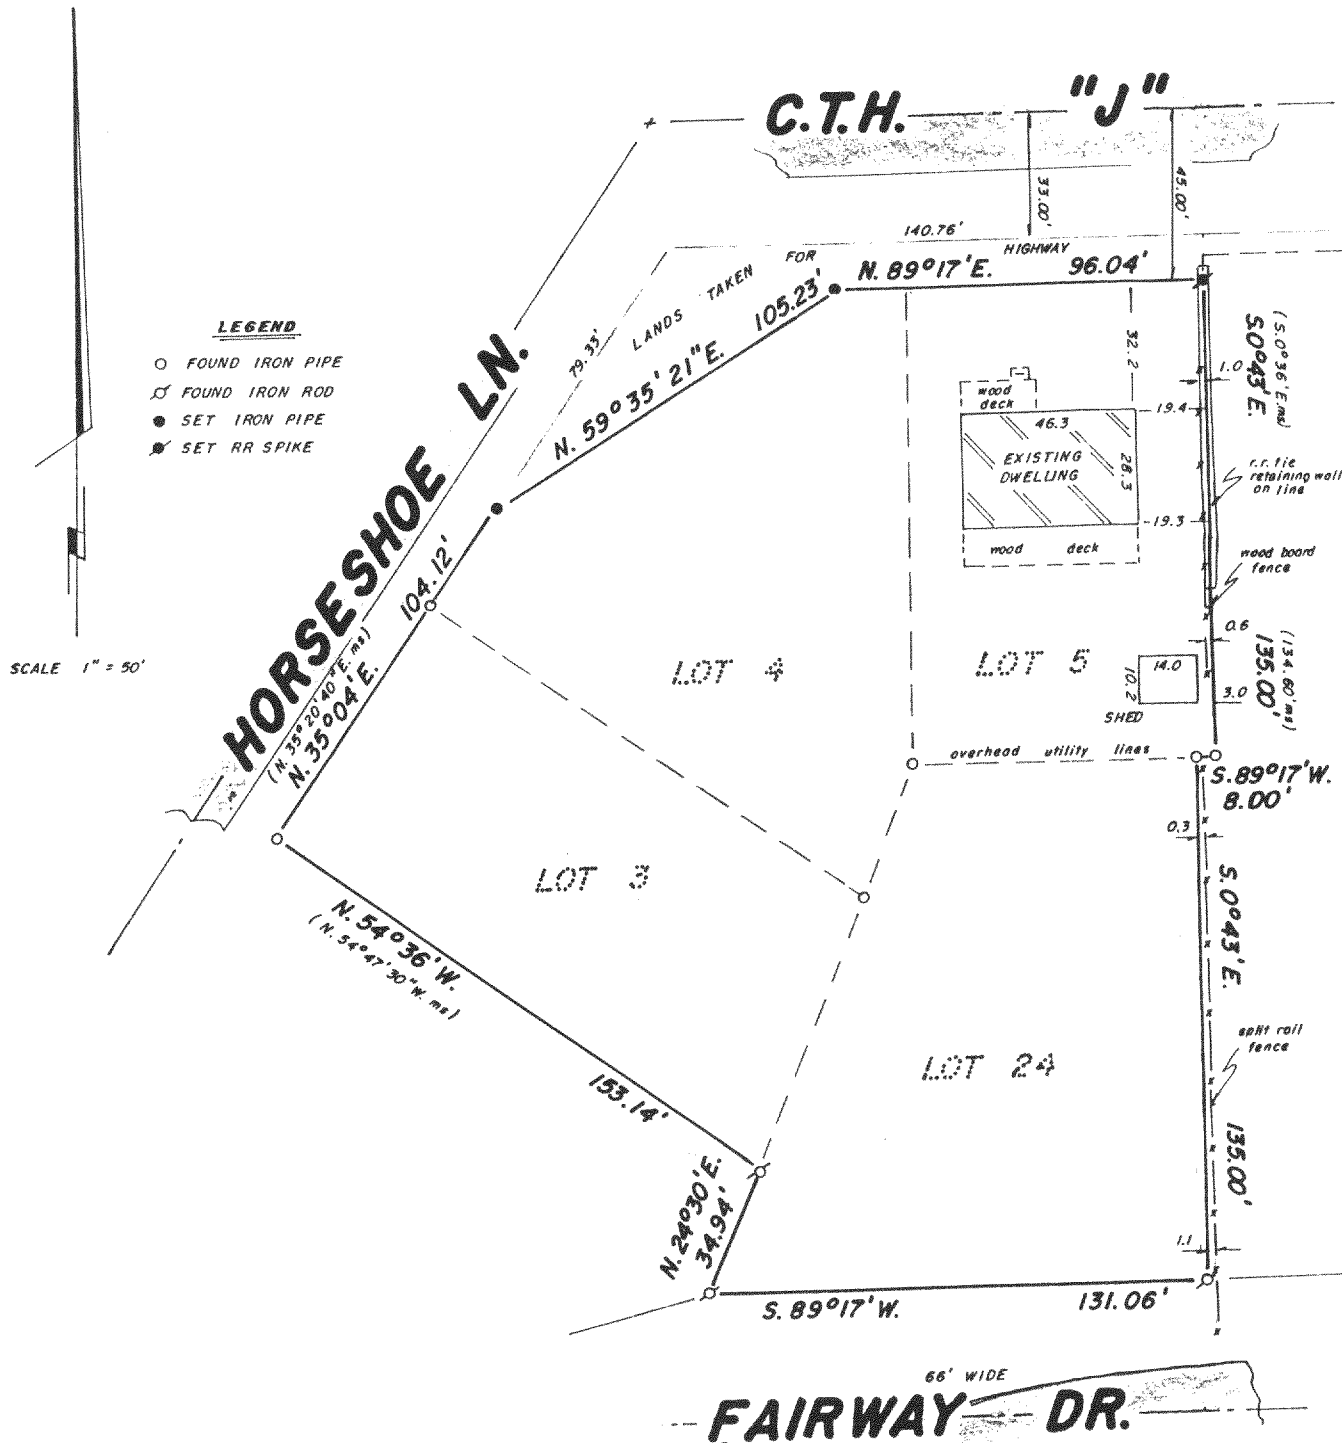 C.T.H. "J"
33.00'
45.00'
140.76'
HIGHWAY
LANDS TAKEN FOR
N. 89°17'E. 96.04'
79.33'
N. 59°35'21"E. 105.23'
LEGEND
FOUND IRON PIPE
FOUND IRON ROD
SET IRON PIPE
SET RR SPIKE
SCALE 1" = 50'
HORSESHOE LN.
104.12'
(N. 35°20'40"E. ms)
N. 35°04'E.
wood
deck
32.2
46.3
EXISTING
DWELLING
28.3
wood deck
19.4
19.3
1.0
(S.0°36'E.ms)
S.0°43'E.
r.r. tie
retaining wall
on line
wood board
fence
0.6
(134.60'ms)
135.00'
LOT 4
LOT 5
14.0
10.2
3.0
SHED
overhead utility lines
S.89°17'W.
8.00'
0.3
LOT 3
N. 54°36'W.
(N. 54°47'30"W. ms)
153.14'
S.0°43'E.
split rail
fence
LOT 24
135.00'
N. 24°30'E.
34.94'
1.1
S. 89°17'W. 131.06'
66' WIDE
FAIRWAY DR.